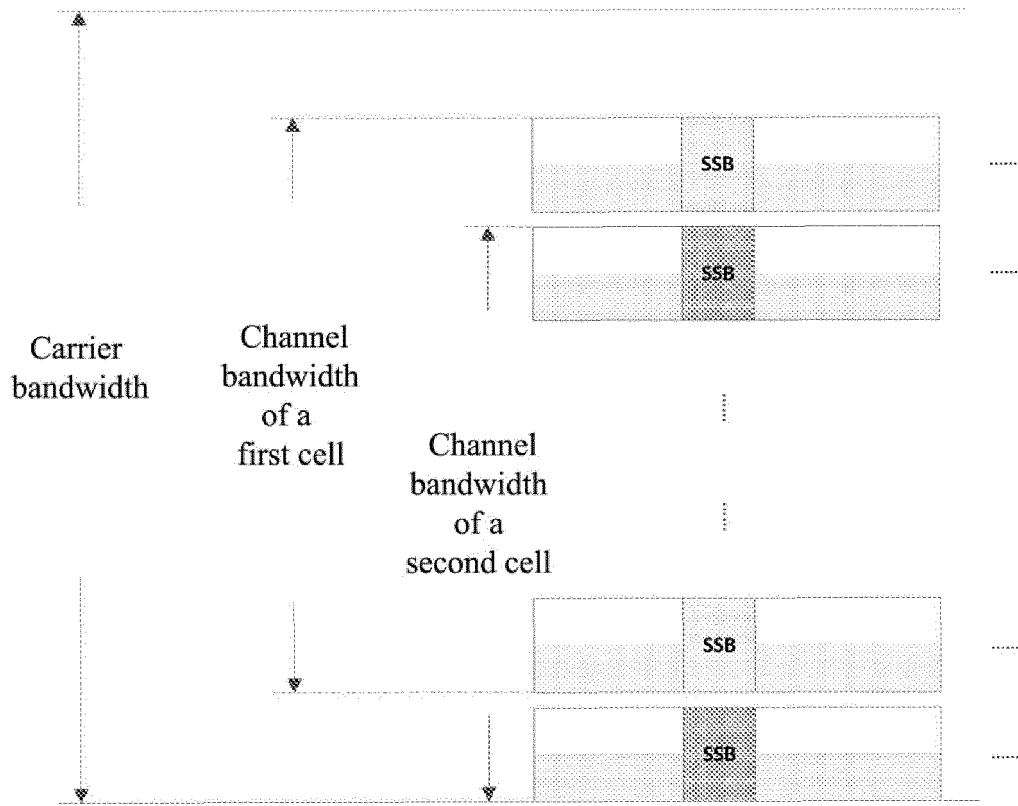 SSB
......
SSB
......
Carrier
bandwidth
Channel
bandwidth
of a
first cell
Channel
bandwidth
of a
second cell
SSB
......
SSB
......